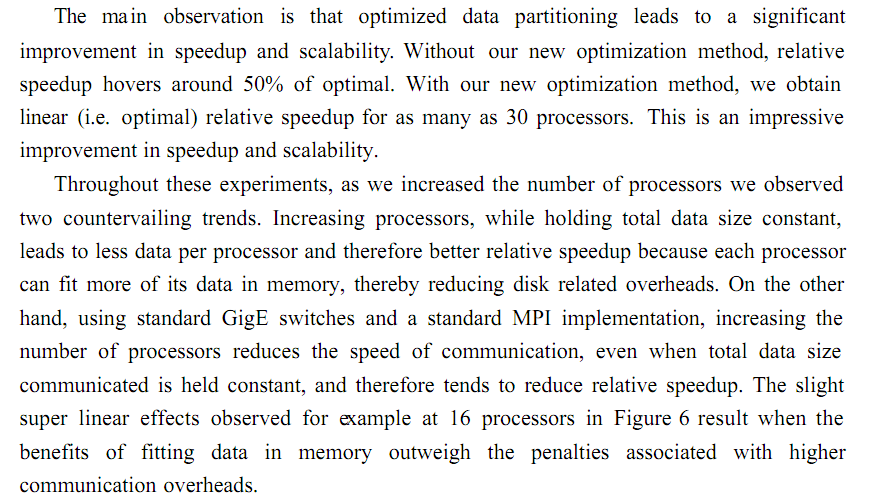 The main observation is that optimized data partitioning leads to a significant
improvement in speedup and scalability. Without our new optimization method, relative
speedup hovers around 50% of optimal. With our new optimization method, we obtain
linear (i.e. optimal) relative speedup for as many as 30 processors. This is an impressive
improvement in speedup and scalability.
Throughout these experiments, as we increased the number of processors we observed
two countervailing trends. Increasing processors, while holding total data size constant,
leads to less data per processor and therefore better relative speedup because each processor
can fit more of its data in memory, thereby reducing disk related overheads. On the other
hand, using standard GigE switches and a standard MPI implementation, increasing the
number of processors reduces the speed of communication, even when total data size
communicated is held constant, and therefore tends to reduce relative speedup. The slight
super linear effects observed for example at 16 processors in Figure 6 result when the
benefits of fitting data in memory outweigh the penalties associated with higher
communication overheads.